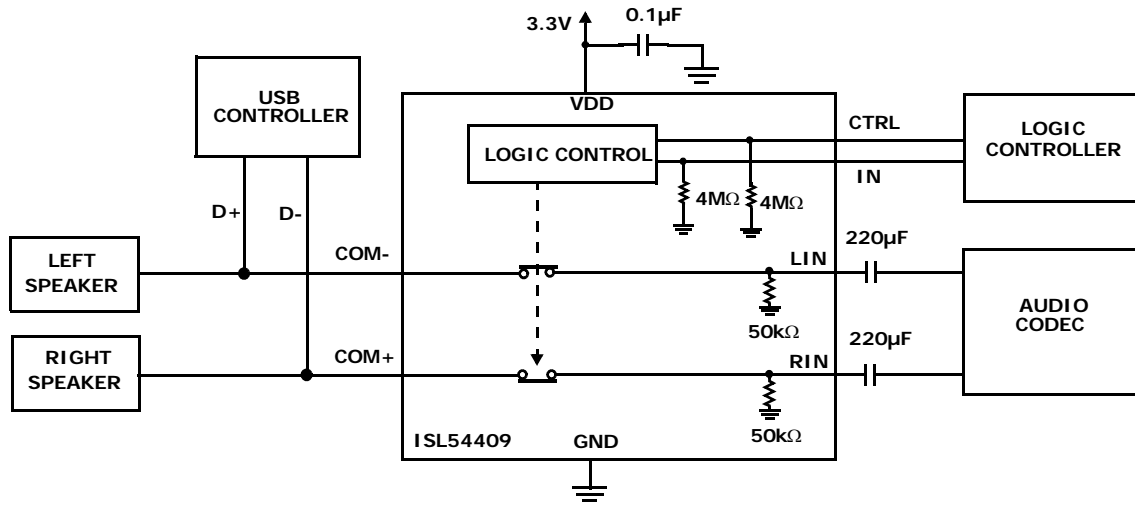 3.3V
0.1µF
USB
CONTROLLER
VDD
LOGIC CONTROL
CTRL
IN
LOGIC
CONTROLLER
4MΩ
4MΩ
D+
D-
220µF
LEFT
SPEAKER
COM-
LIN
50kΩ
AUDIO
CODEC
220µF
RIGHT
SPEAKER
COM+
RIN
50kΩ
ISL54409
GND